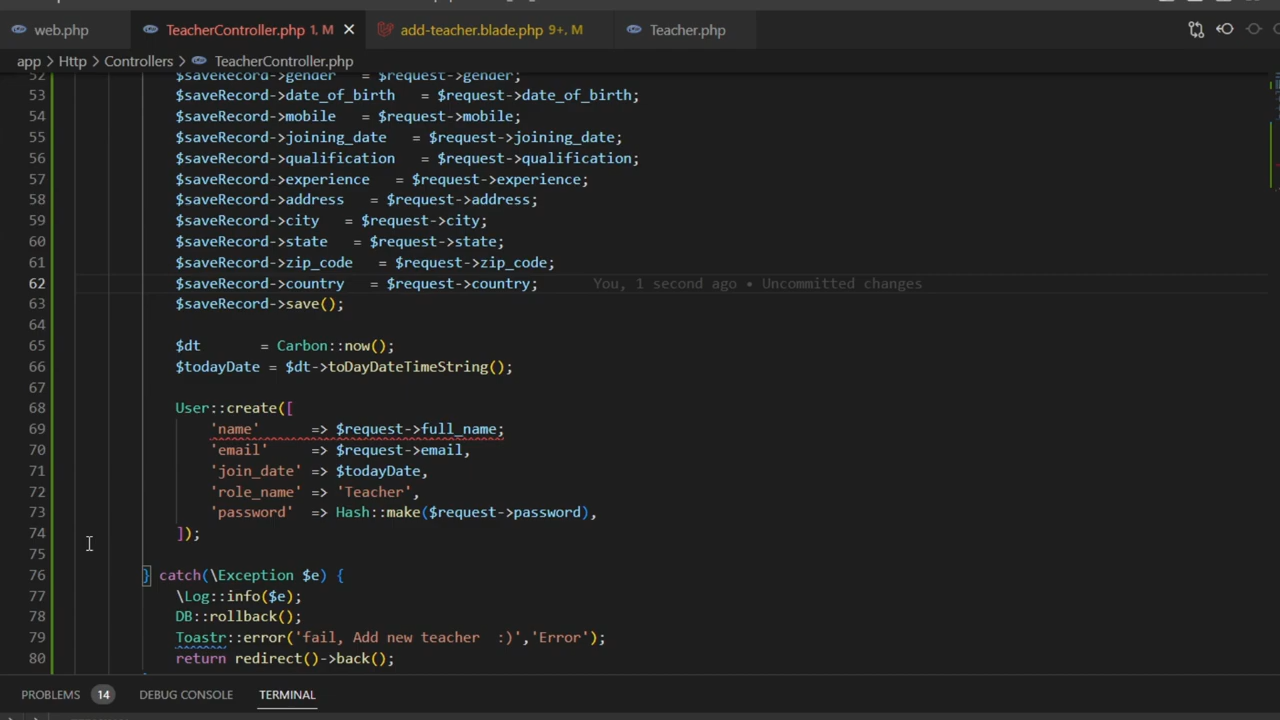 web.php TeacherController.php 1, M add-teacher.blade.php 9+, M Teacher.php
app > Http > Controllers > TeacherController.php
52 $saveRecord->gender = $request->gender;
53 $saveRecord->date_of_birth = $request->date_of_birth;
54 $saveRecord->mobile = $request->mobile;
55 $saveRecord->joining_date = $request->joining_date;
56 $saveRecord->qualification = $request->qualification;
57 $saveRecord->experience = $request->experience;
58 $saveRecord->address = $request->address;
59 $saveRecord->city = $request->city;
60 $saveRecord->state = $request->state;
61 $saveRecord->zip_code = $request->zip_code;
62 $saveRecord->country = $request->country; You, 1 second ago • Uncommitted changes
63 $saveRecord->save();
64
65 $dt = Carbon::now();
66 $todayDate = $dt->toDayDateTimeString();
67
68 User::create([
69 'name' => $request->full_name;
70 'email' => $request->email,
71 'join_date' => $todayDate,
72 'role_name' => 'Teacher',
73 'password' => Hash::make($request->password),
74 ]);
75
76 } catch(\Exception $e) {
77 \Log::info($e);
78 DB::rollback();
79 Toastr::error('fail, Add new teacher :)','Error');
80 return redirect()->back();
PROBLEMS 14 DEBUG CONSOLE TERMINAL